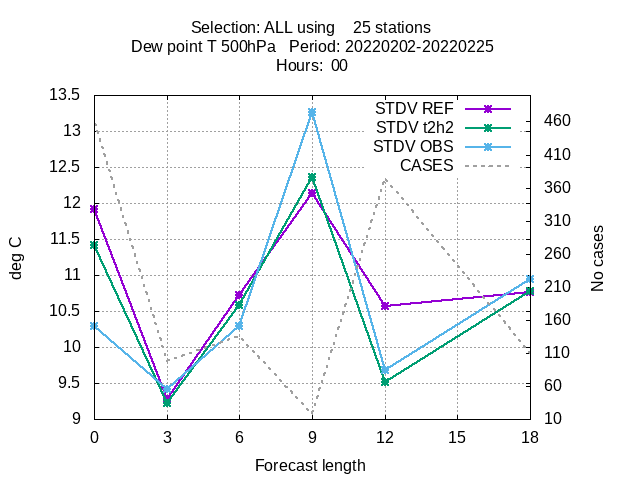 Selection: ALL using    25 stations
Dew point T 500hPa   Period: 20220202-20220225
Hours:  00
STDV REF
STDV t2h2
STDV OBS
CASES
13.5
13
12.5
12
11.5
11
10.5
10
9.5
9
460
410
360
310
260
210
160
110
60
10
deg C
No cases
0 3 6 9 12 15 18
Forecast length